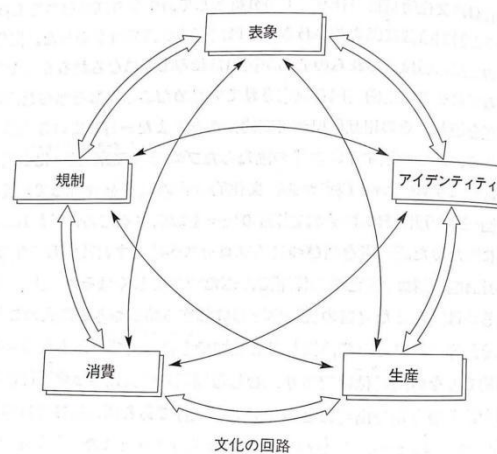 表象
規制
アイデンティティ
消費
生産
文化の回路